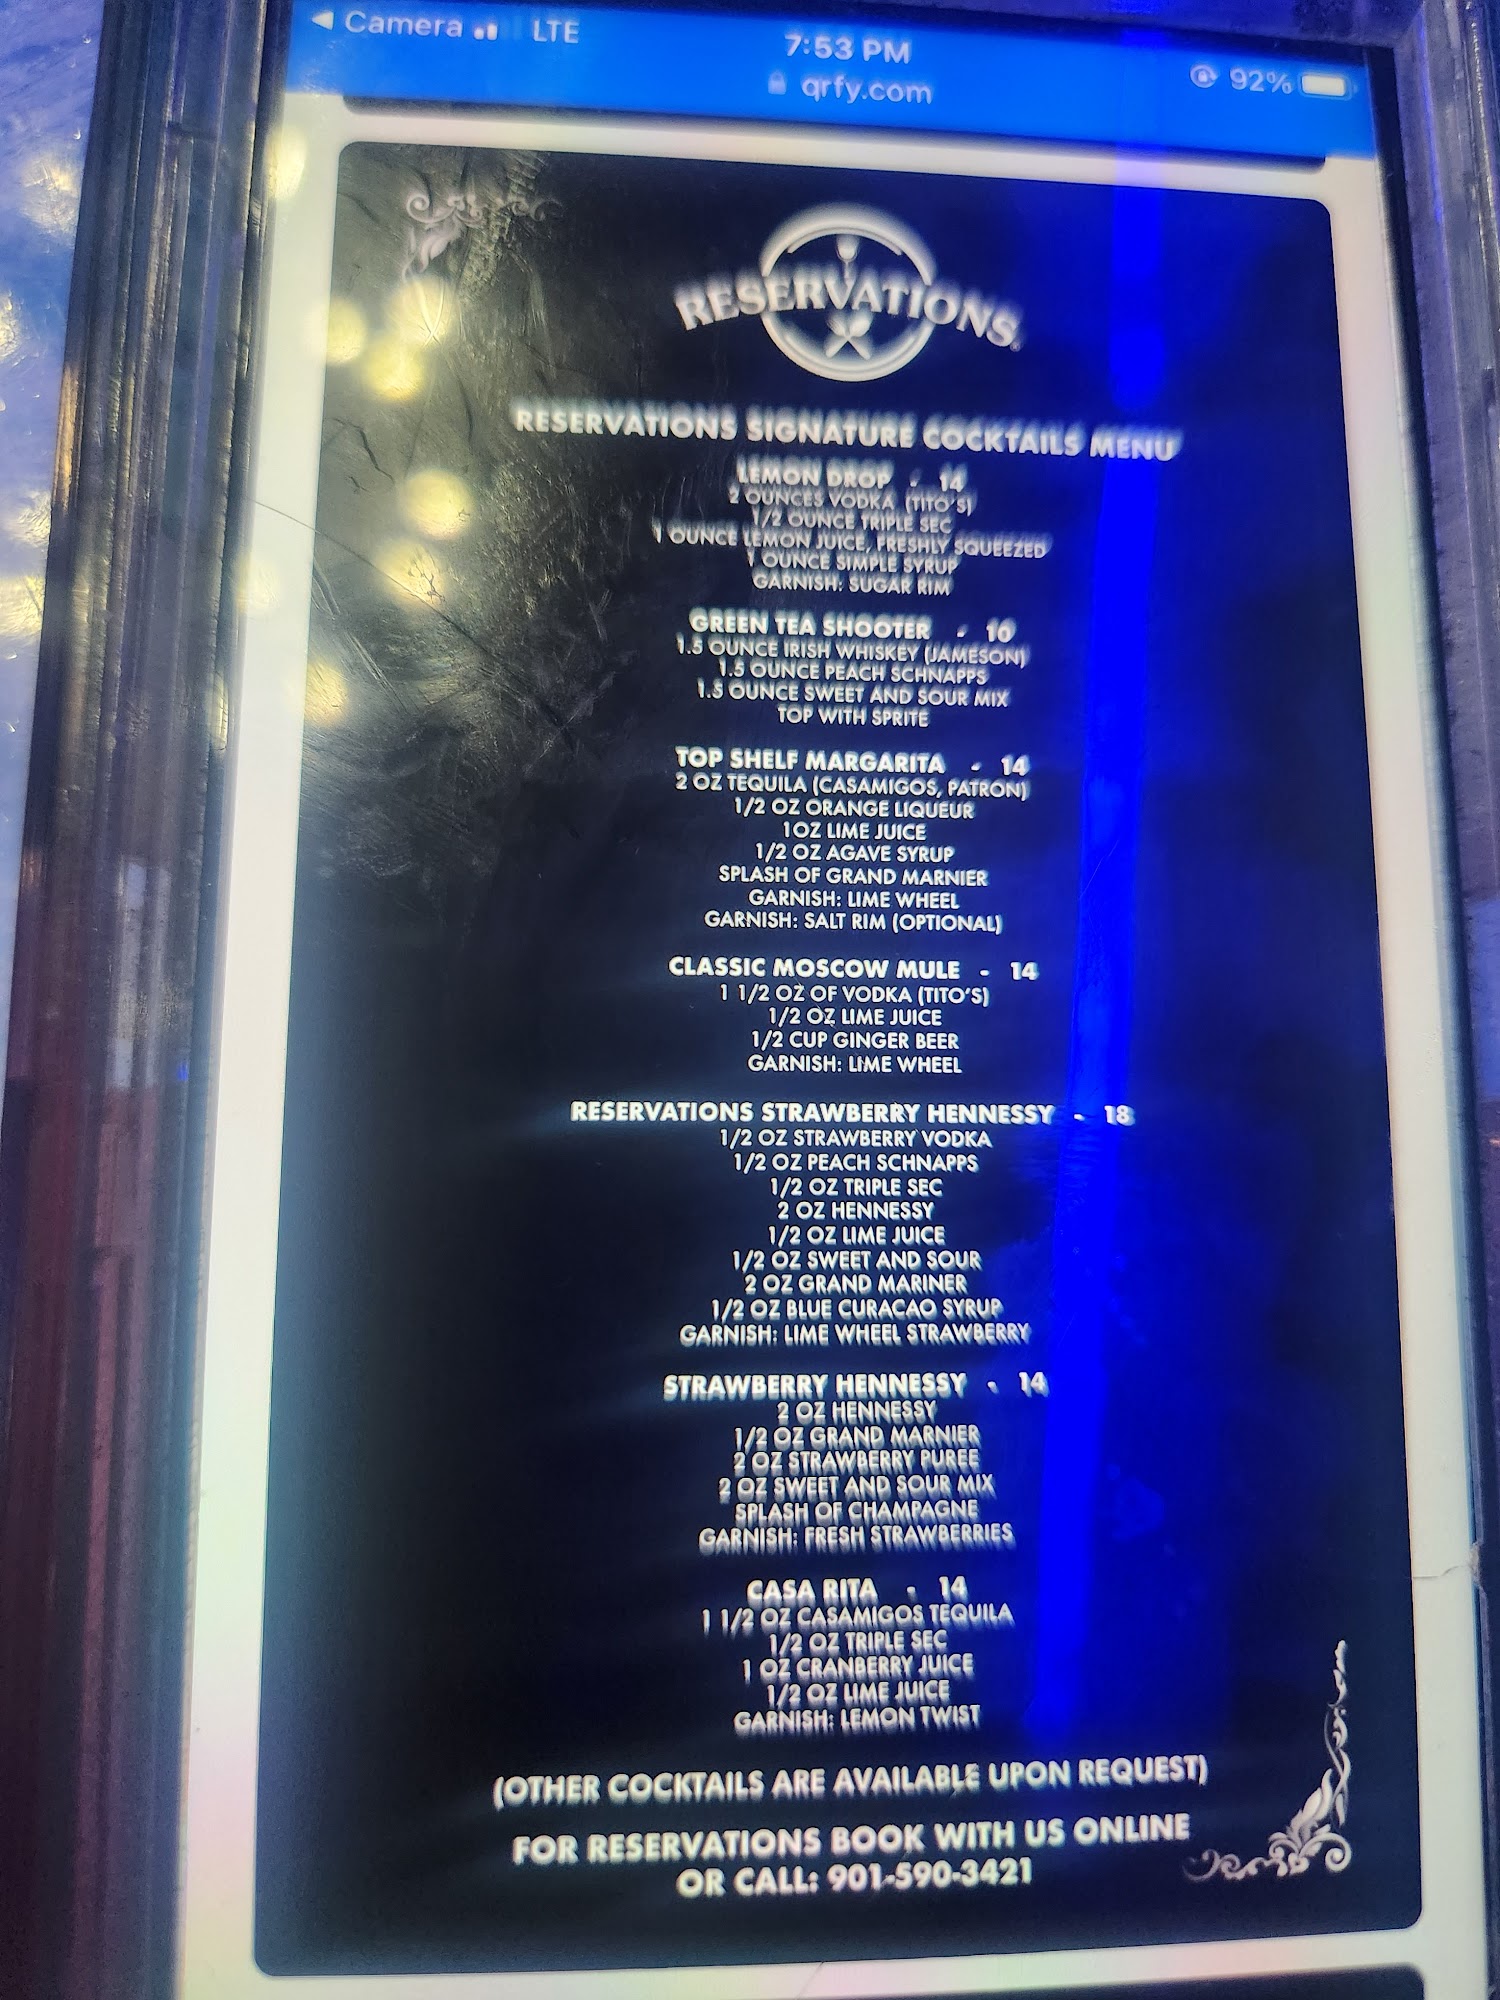 ◀ Camera LTE 7:53 PM 92%
qrfy.com
RESERVATIONS
RESERVATIONS SIGNATURE COCKTAILS MENU
LEMON DROP - 14
2 OUNCES VODKA (TITO'S)
1/2 OUNCE TRIPLE SEC
1 OUNCE LEMON JUICE, FRESHLY SQUEEZED
1 OUNCE SIMPLE SYRUP
GARNISH: SUGAR RIM
GREEN TEA SHOOTER - 10
1.5 OUNCE IRISH WHISKEY (JAMESON)
1.5 OUNCE PEACH SCHNAPPS
1.5 OUNCE SWEET AND SOUR MIX
TOP WITH SPRITE
TOP SHELF MARGARITA - 14
2 OZ TEQUILA (CASAMIGOS, PATRON)
1/2 OZ ORANGE LIQUEUR
1OZ LIME JUICE
1/2 OZ AGAVE SYRUP
SPLASH OF GRAND MARNIER
GARNISH: LIME WHEEL
GARNISH: SALT RIM (OPTIONAL)
CLASSIC MOSCOW MULE - 14
1 1/2 OZ OF VODKA (TITO'S)
1/2 OZ LIME JUICE
1/2 CUP GINGER BEER
GARNISH: LIME WHEEL
RESERVATIONS STRAWBERRY HENNESSY - 18
1/2 OZ STRAWBERRY VODKA
1/2 OZ PEACH SCHNAPPS
1/2 OZ TRIPLE SEC
2 OZ HENNESSY
1/2 OZ LIME JUICE
1/2 OZ SWEET AND SOUR
2 OZ GRAND MARINER
1/2 OZ BLUE CURACAO SYRUP
GARNISH: LIME WHEEL STRAWBERRY
STRAWBERRY HENNESSY - 14
2 OZ HENNESSY
1/2 OZ GRAND MARNIER
2 OZ STRAWBERRY PUREE
2 OZ SWEET AND SOUR MIX
SPLASH OF CHAMPAGNE
GARNISH: FRESH STRAWBERRIES
CASA RITA - 14
1 1/2 OZ CASAMIGOS TEQUILA
1/2 OZ TRIPLE SEC
1 OZ CRANBERRY JUICE
1/2 OZ LIME JUICE
GARNISH: LEMON TWIST
(OTHER COCKTAILS ARE AVAILABLE UPON REQUEST)
FOR RESERVATIONS BOOK WITH US ONLINE
OR CALL: 901-590-3421